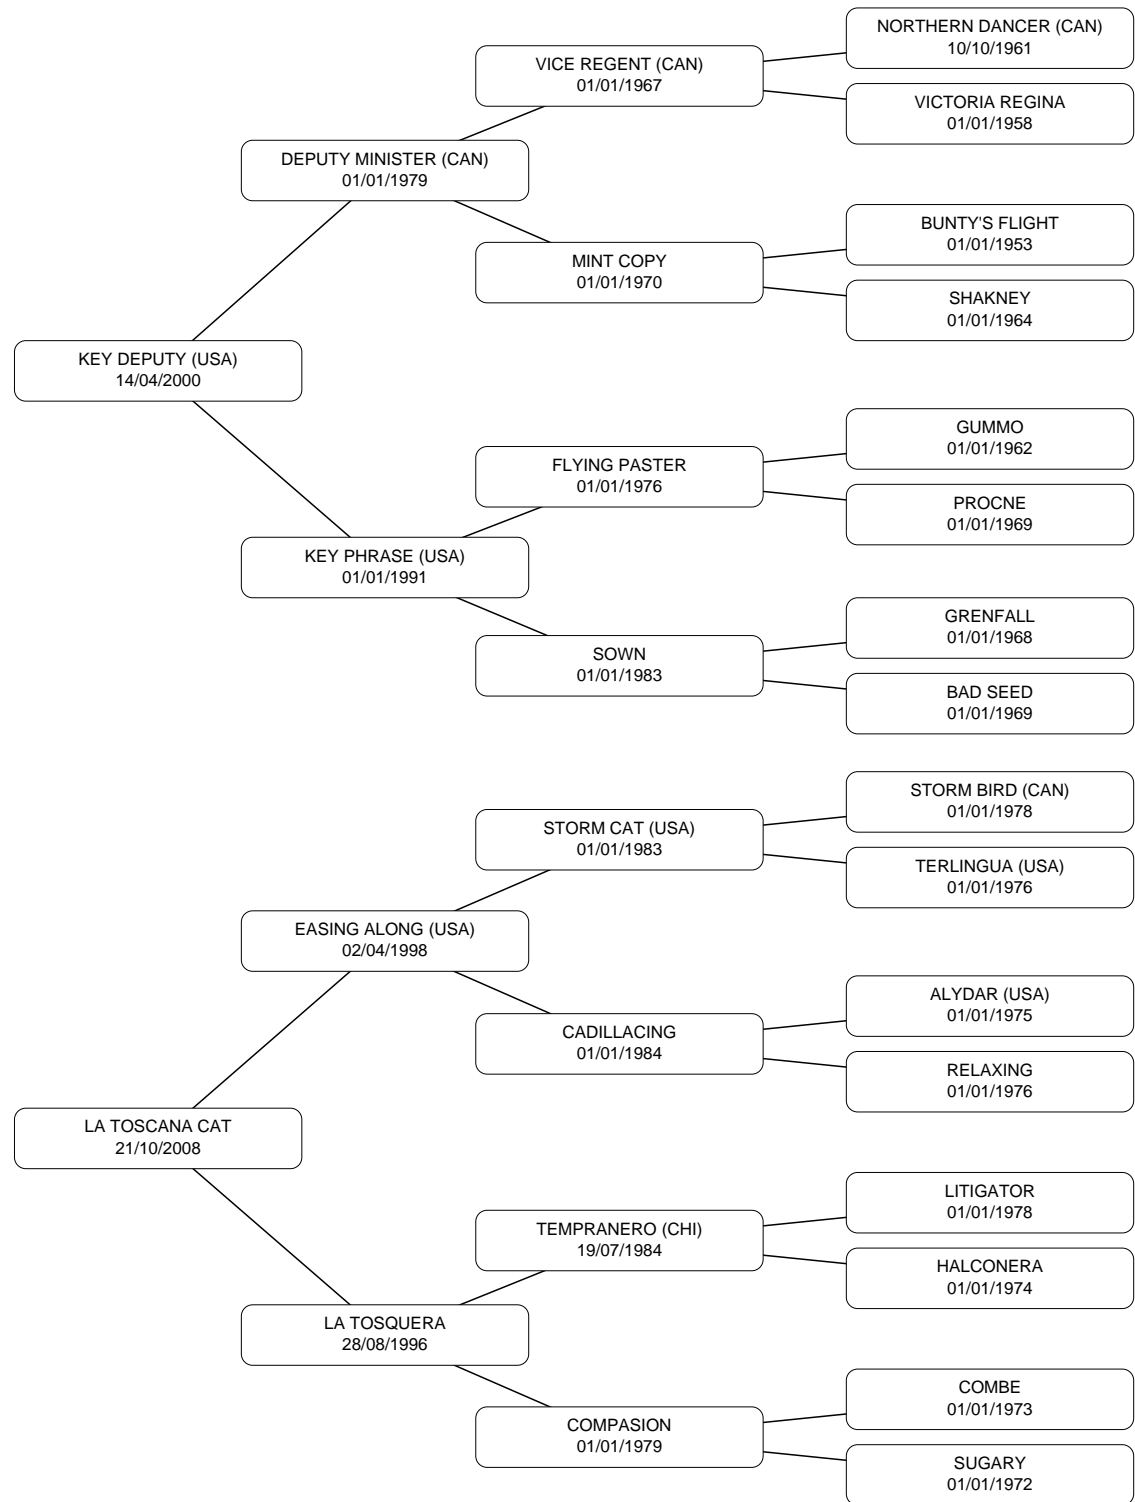 NORTHERN DANCER (CAN)
10/10/1961
VICE REGENT (CAN)
01/01/1967
VICTORIA REGINA
01/01/1958
DEPUTY MINISTER (CAN)
01/01/1979
BUNTY'S FLIGHT
01/01/1953
MINT COPY
01/01/1970
SHAKNEY
01/01/1964
KEY DEPUTY (USA)
14/04/2000
GUMMO
01/01/1962
FLYING PASTER
01/01/1976
PROCNE
01/01/1969
KEY PHRASE (USA)
01/01/1991
GRENFALL
01/01/1968
SOWN
01/01/1983
BAD SEED
01/01/1969
STORM BIRD (CAN)
01/01/1978
STORM CAT (USA)
01/01/1983
TERLINGUA (USA)
01/01/1976
EASING ALONG (USA)
02/04/1998
ALYDAR (USA)
01/01/1975
CADILLACING
01/01/1984
RELAXING
01/01/1976
LA TOSCANA CAT
21/10/2008
LITIGATOR
01/01/1978
TEMPRANERO (CHI)
19/07/1984
HALCONERA
01/01/1974
LA TOSQUERA
28/08/1996
COMBE
01/01/1973
COMPASION
01/01/1979
SUGARY
01/01/1972